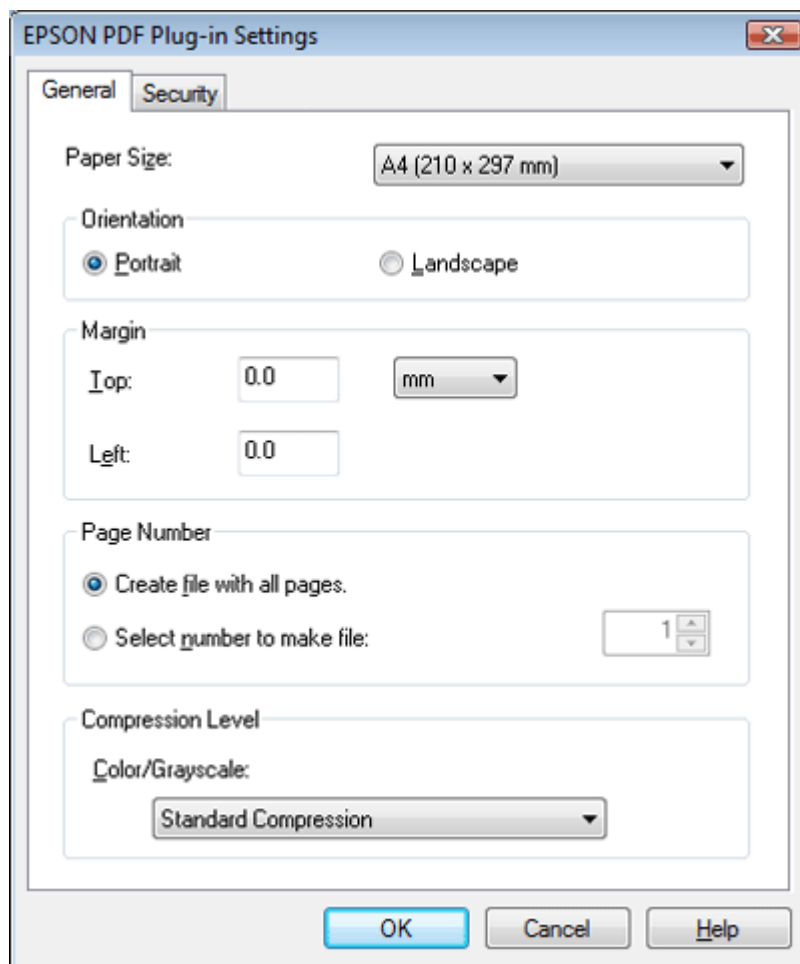 EPSON PDF Plug-in Settings
General Security
Paper Size: A4 (210 x 297 mm)
Orientation
Portrait Landscape
Margin
Top: 0.0 mm
Left: 0.0
Page Number
Create file with all pages.
Select number to make file: 1
Compression Level
Color/Grayscale:
Standard Compression
OK Cancel Help